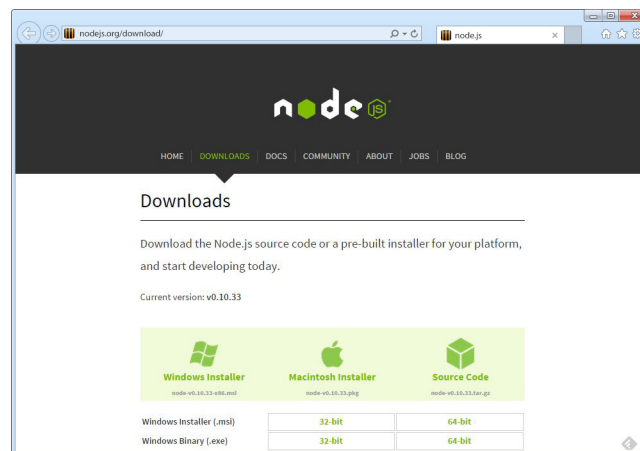 nodejs.org/download/
node.js
node JS
HOME DOWNLOADS DOCS COMMUNITY ABOUT JOBS BLOG
Downloads
Download the Node.js source code or a pre-built installer for your platform,
and start developing today.
Current version: v0.10.33
Windows Installer Macintosh Installer Source Code
node-v0.10.33-x86.msi node-v0.10.33.pkg node-v0.10.33.tar.gz
Windows Installer (.msi) 32-bit 64-bit
Windows Binary (.exe) 32-bit 64-bit